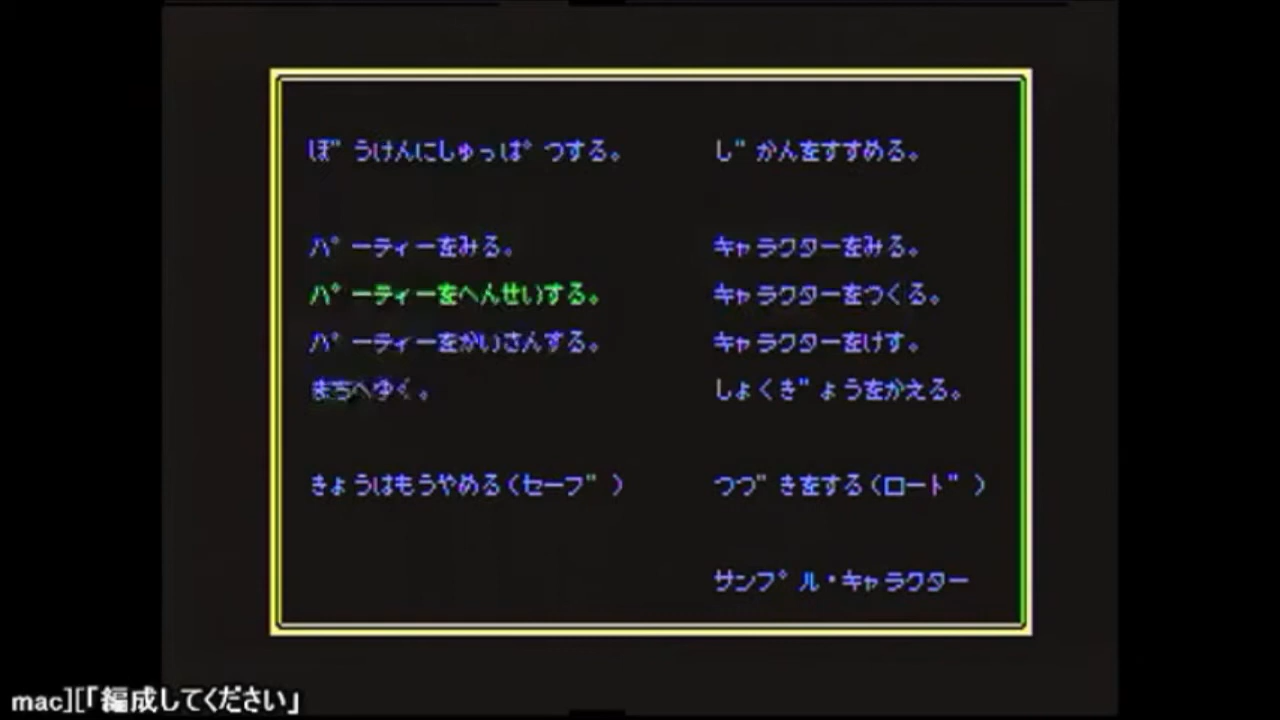 ぼうけんにしゅっぱつする。 じかんをすすめる。
パーティーをみる。 キャラクターをみる。
パーティーをへんせいする。 キャラクターをつくる。
パーティーをかいさんする。 キャラクターをけす。
まちへゆく。 しょくぎょうをかえる。
きょうはもうやめる(セーブ) つづきをする(ロード)
サンプル・キャラクター
mac][「編成してください」